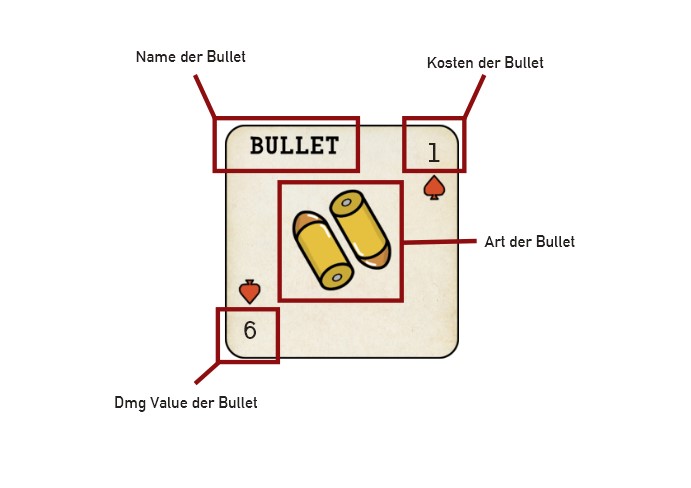 Name der Bullet
Kosten der Bullet
BULLET
1
Art der Bullet
6
Dmg Value der Bullet